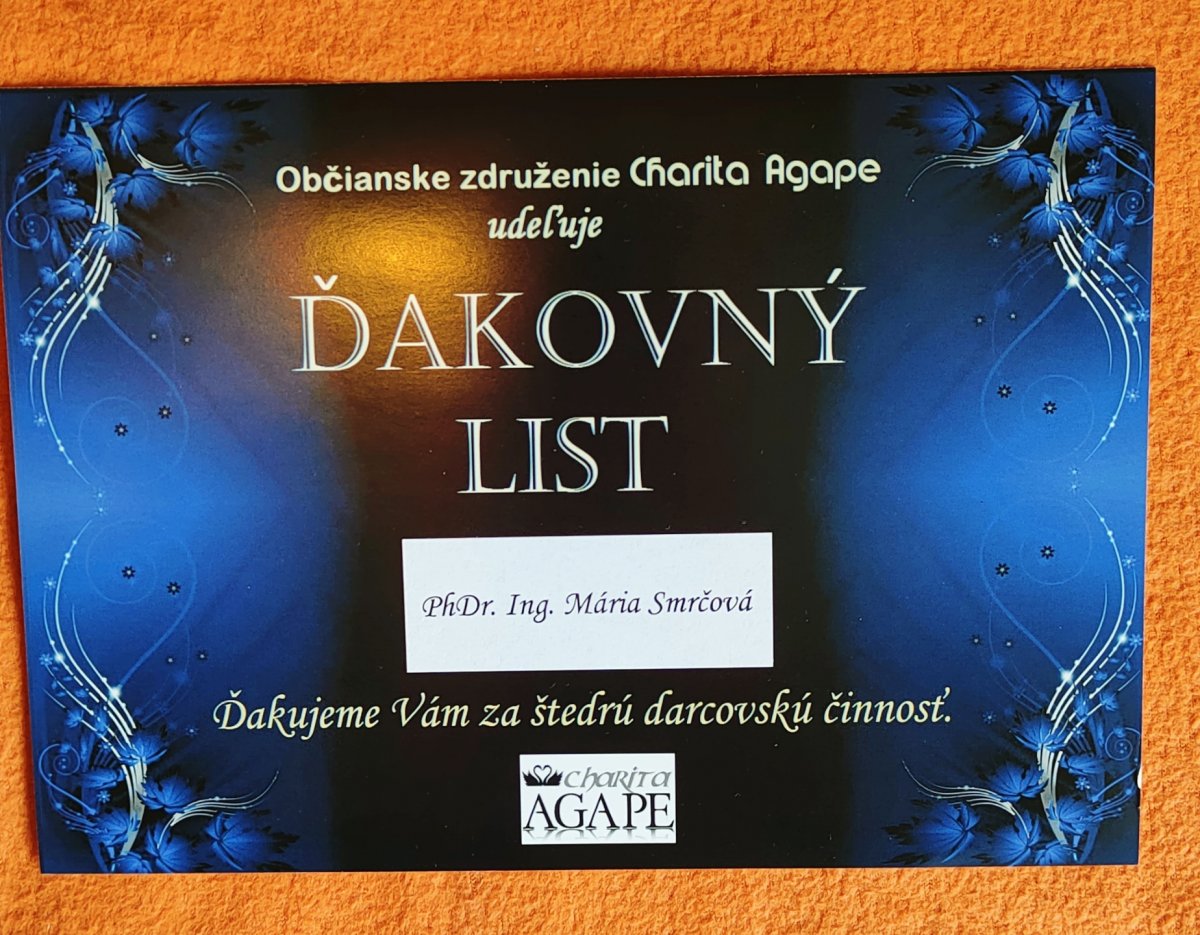 Občianske združenie Charita Agape
udeľuje
ĎAKOVNÝ
LIST
PhDr. Ing. Mária Smrčová
Ďakujeme Vám za štedrú darcovskú činnosť.
CHARITA
AGAPE